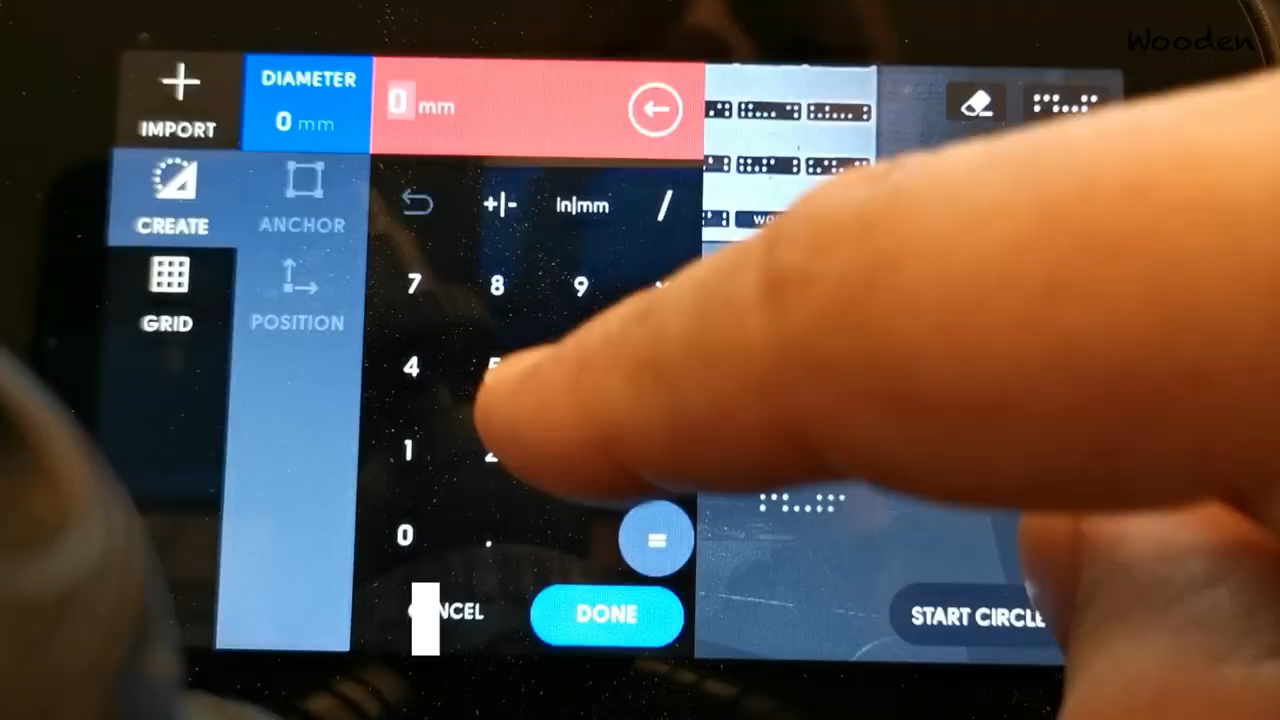 Wooden
IMPORT
DIAMETER
0 mm
0 mm
CREATE
ANCHOR
+|-
In|mm
/
GRID
POSITION
7
8
9
4
1
0
.
=
DONE
START CIRCLE